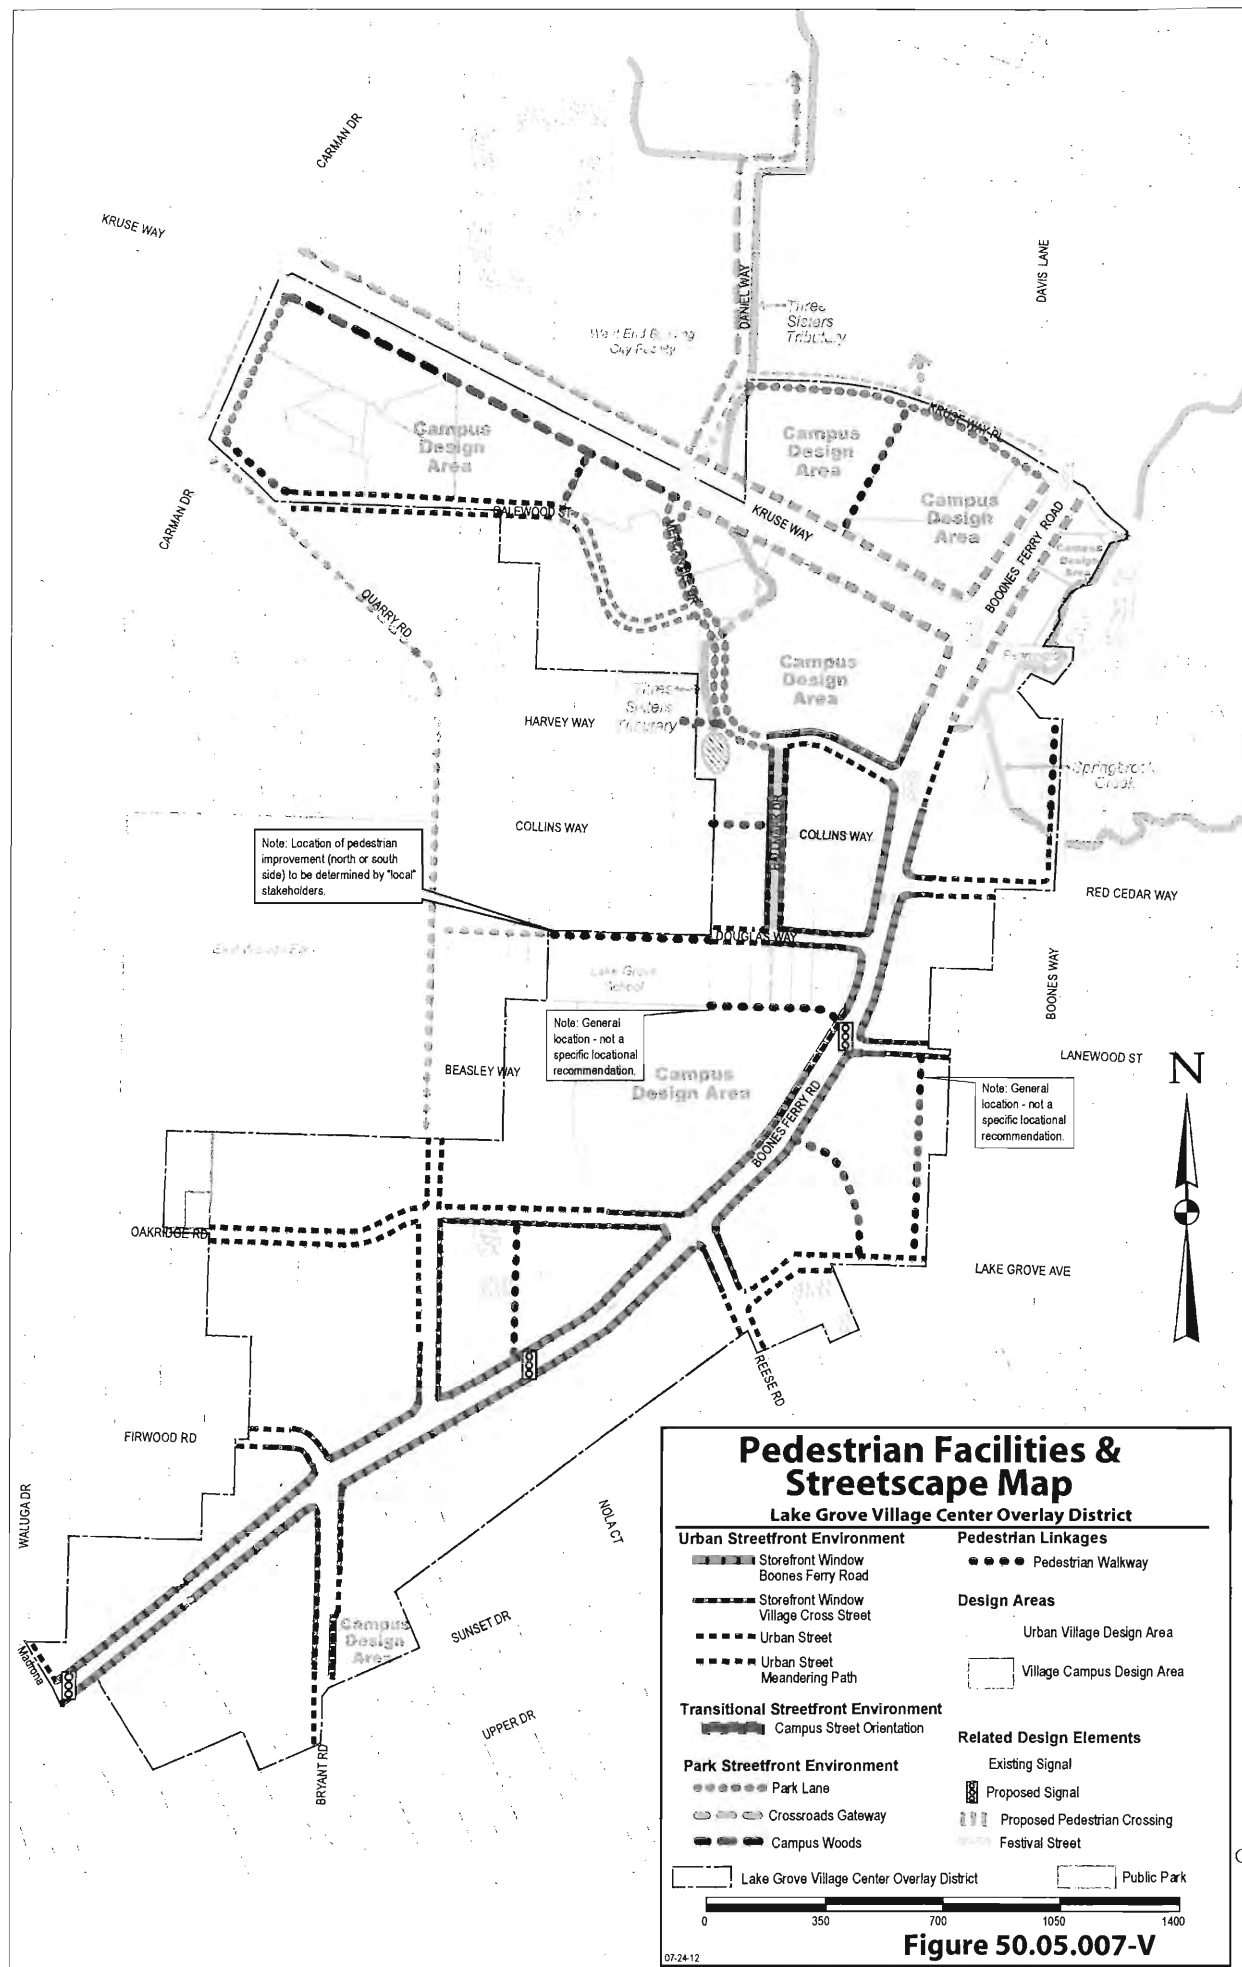 CARMAN DR
KRUSE WAY
DAVIS LANE
DANIEL WAY
Three
Sisters
Tributary
West End Building
City Facility
KRUSE WAY PL
Campus
Design
Area
Campus
Design
Area
Campus
Design
Area
Campus
Design
Area
CARMAN DR
KRUSE WAY
BOONES FERRY ROAD
QUARRY RD
Campus
Design
Area
Three
Sisters
Tributary
HARVEY WAY
Springbrook
Creek
COLLINS WAY
HALLMARK DR
COLLINS WAY
Note: Location of pedestrian
improvement (north or south
side) to be determined by "local"
stakeholders.
RED CEDAR WAY
DOUGLAS WAY
Lake Grove
School
BOONES WAY
Note: General
location - not a
specific locational
recommendation.
LANEWOOD ST
BEASLEY WAY
Campus
Design Area
BOONES FERRY RD
Note: General
location - not a
specific locational
recommendation.
N
OAKRIDGE RD
LAKE GROVE AVE
REESE RD
FIRWOOD RD
WALUGA DR
NOLA CT
Campus
Design
Area
SUNSET DR
Madrona
UPPER DR
BRYANT RD
Pedestrian Facilities &
Streetscape Map
Lake Grove Village Center Overlay District
Urban Streetfront Environment
Storefront Window
Boones Ferry Road
Storefront Window
Village Cross Street
Urban Street
Urban Street
Meandering Path
Transitional Streetfront Environment
Campus Street Orientation
Park Streetfront Environment
Park Lane
Crossroads Gateway
Campus Woods
Pedestrian Linkages
Pedestrian Walkway
Design Areas
Urban Village Design Area
Village Campus Design Area
Related Design Elements
Existing Signal
Proposed Signal
Proposed Pedestrian Crossing
Festival Street
Lake Grove Village Center Overlay District
Public Park
0 350 700 1050 1400
Figure 50.05.007-V
07-24-12